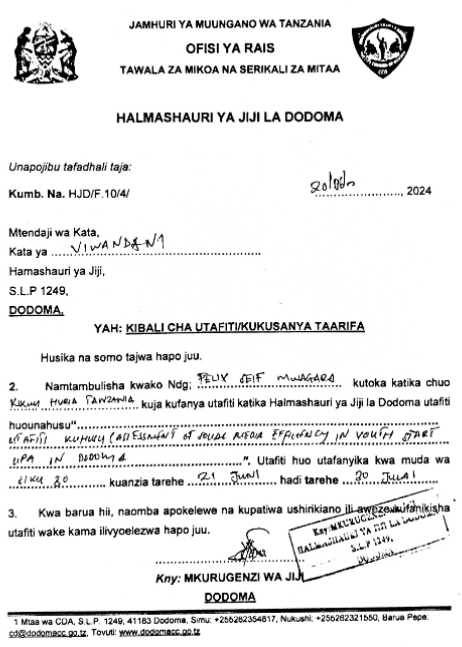 JAMHURI YA MUUNGANO WA TANZANIA
OFISI YA RAIS
TAWALA ZA MIKOA NA SERIKALI ZA MITAA
HALMASHAURI YA JIJI LA DODOMA
Unapojibu tafadhali taja:
Kumb. Na. HJD/F.10/4/
, 2024
Mtendaji wa Kata,
Kata ya VIWANDANI
Hamashauri ya Jiji,
S.L.P 1249,
DODOMA.
YAH: KIBALI CHA UTAFITI/KUKUSANYA TAARIFA
Husika na somo tajwa hapo juu.
2. Namtambulisha kwako Ndg; FELIX SEIF MWAGARA kutoka katika chuo
HURIA TANZANIA kuja kufanya utafiti katika Halmashauri ya Jiji la Dodoma utafiti
huounahusu"
UTAFITI KUHUSU (ASSESSMENT OF SOCIAL MEDIA EFFICIENCY IN YOUTH START
UPA IN DODOMA ". Utafiti huo utafanyika kwa muda wa
SIKU 30 kuanzia tarehe 21 JUNI hadi tarehe 20 JULAI
3. Kwa barua hii, naomba apokelewe na kupatiwa ushirikiano ili awezekufanikisha
utafiti wake kama ilivyoelezwa hapo juu.
Kny: MKURUGENZI
HALMASHAURI YA JIJI LA DODOMA
S.L.P 1249,
DODOMA
Kny: MKURUGENZI WA JIJI
DODOMA
1 Mtaa wa CDA, S.L.P. 1249, 41183 Dodoma, Simu: +255262354817, Nukushi: +255262321550, Barua Pepe:
cd@dodomacc.go.tz, Tovuti: www.dodomacc.go.tz